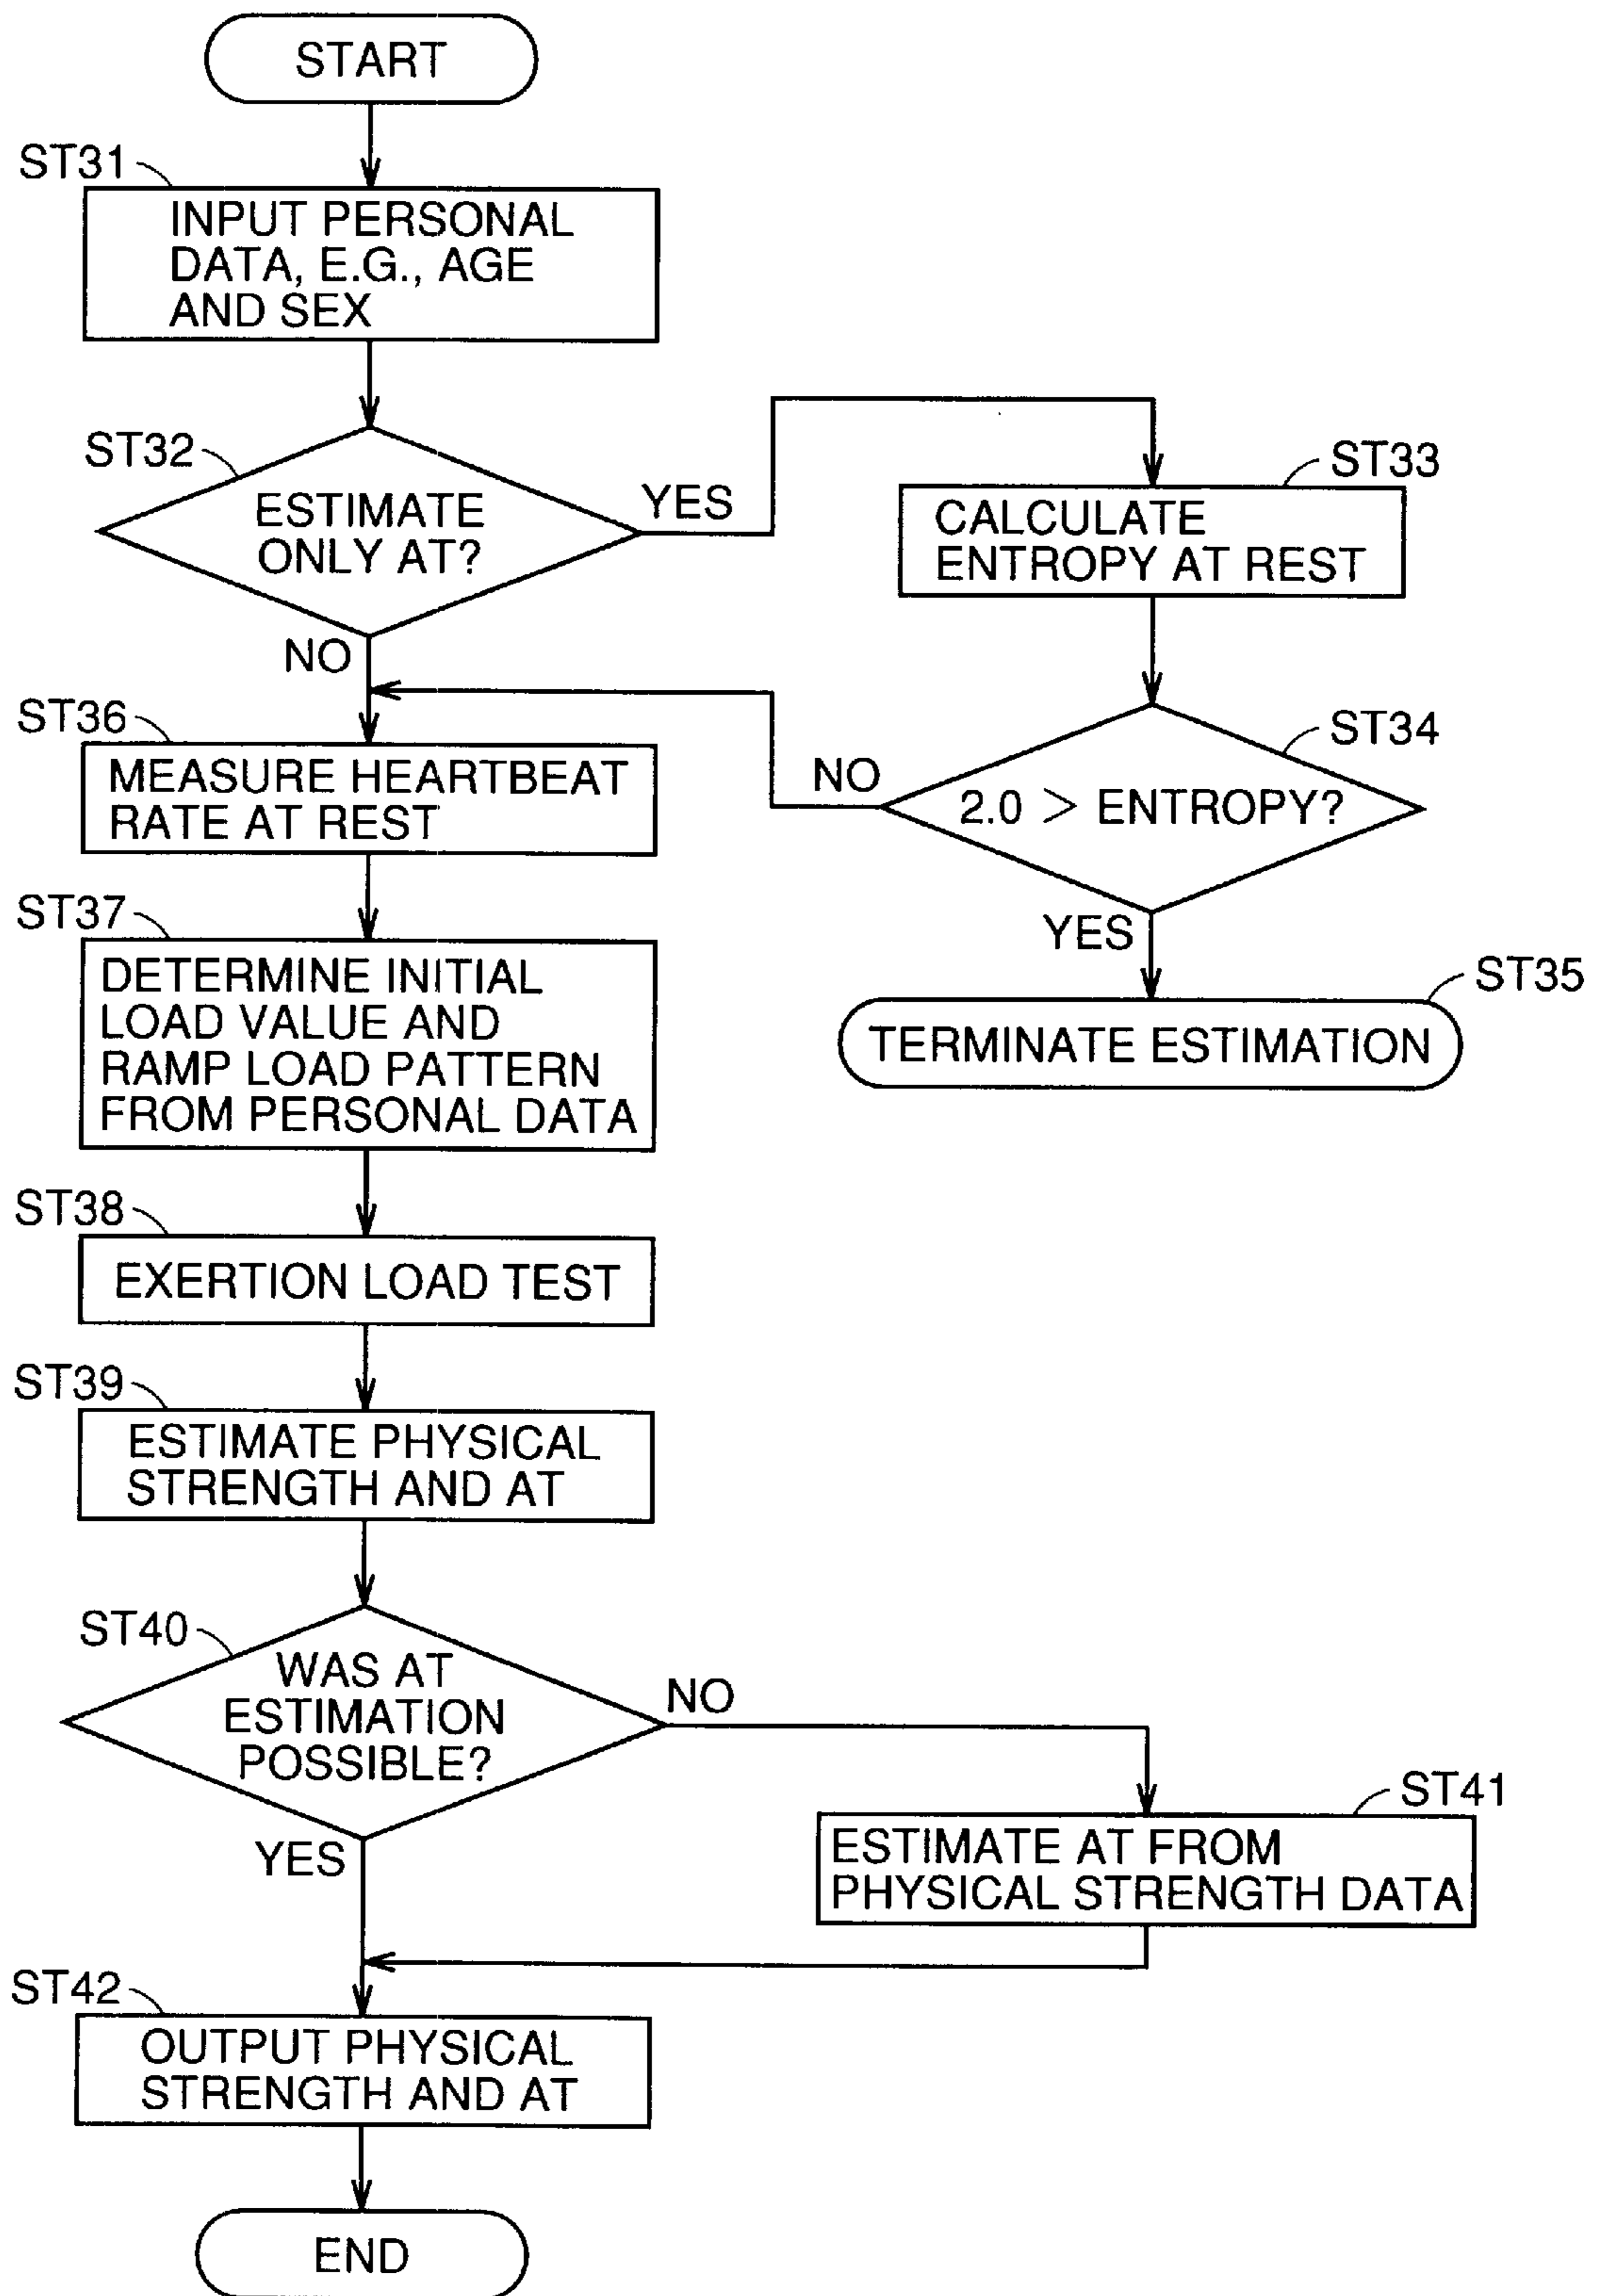 START
ST31
INPUT PERSONAL
DATA, E.G., AGE
AND SEX
ST32
ESTIMATE
ONLY AT?
YES
NO
ST33
CALCULATE
ENTROPY AT REST
ST34
2.0 > ENTROPY?
NO
YES
ST35
TERMINATE ESTIMATION
ST36
MEASURE HEARTBEAT
RATE AT REST
ST37
DETERMINE INITIAL
LOAD VALUE AND
RAMP LOAD PATTERN
FROM PERSONAL DATA
ST38
EXERTION LOAD TEST
ST39
ESTIMATE PHYSICAL
STRENGTH AND AT
ST40
WAS AT
ESTIMATION
POSSIBLE?
NO
YES
ST41
ESTIMATE AT FROM
PHYSICAL STRENGTH DATA
ST42
OUTPUT PHYSICAL
STRENGTH AND AT
END